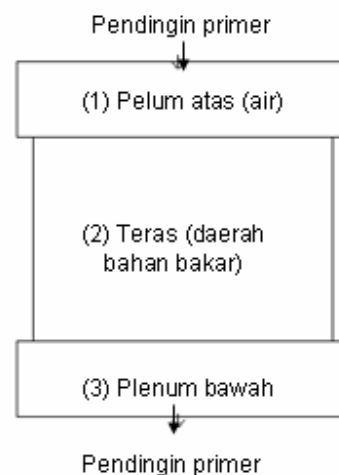 Pendingin primer
(1) Pelum atas (air)
(2) Teras (daerah
bahan bakar)
(3) Plenum bawah
Pendingin primer